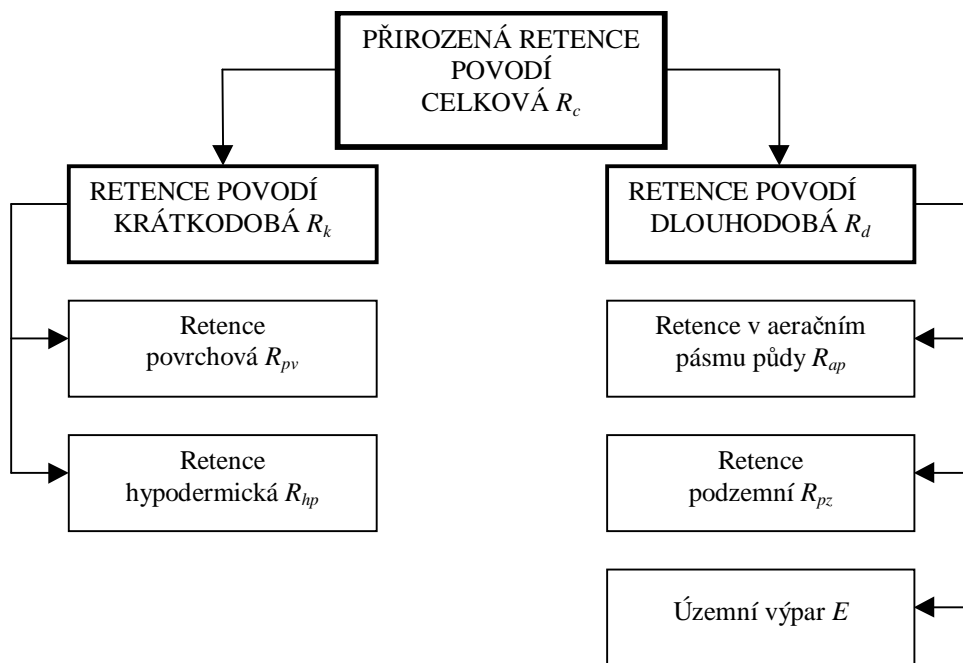 PŘIROZENÁ RETENCE
POVODÍ
CELKOVÁ Rc
RETENCE POVODÍ
KRÁTKODOBÁ Rk
RETENCE POVODÍ
DLOUHODOBÁ Rd
Retence
povrchová Rpv
Retence v aeračním
pásmu půdy Rap
Retence
hypodermická Rhp
Retence
podzemní Rpz
Územní výpar E